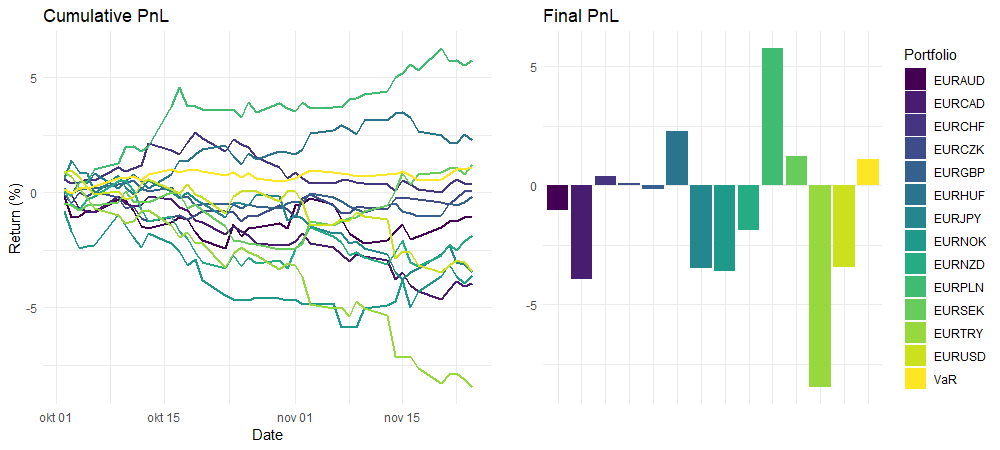 Cumulative PnL
Final PnL
Return (%)
5
0
-5
okt 01
okt 15
nov 01
nov 15
Date
5
0
-5
Portfolio
EURAUD
EURCAD
EURCHF
EURCZK
EURGBP
EURHUF
EURJPY
EURNOK
EURNZD
EURPLN
EURSEK
EURTRY
EURUSD
VaR